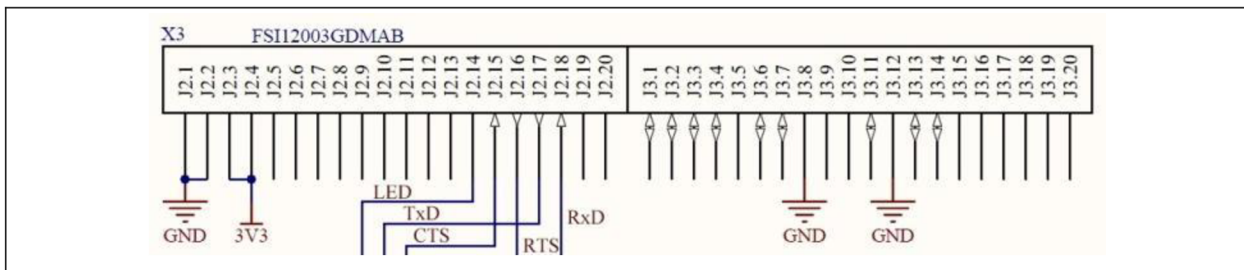 X3 FSI12003GDMAB
J2.1 J2.2 J2.3 J2.4 J2.5 J2.6 J2.7 J2.8 J2.9 J2.10 J2.11 J2.12 J2.13 J2.14 J2.15 J2.16 J2.17 J2.18 J2.19 J2.20 J3.1 J3.2 J3.3 J3.4 J3.5 J3.6 J3.7 J3.8 J3.9 J3.10 J3.11 J3.12 J3.13 J3.14 J3.15 J3.16 J3.17 J3.18 J3.19 J3.20
LED
TxD RxD
GND 3V3 CTS RTS GND GND